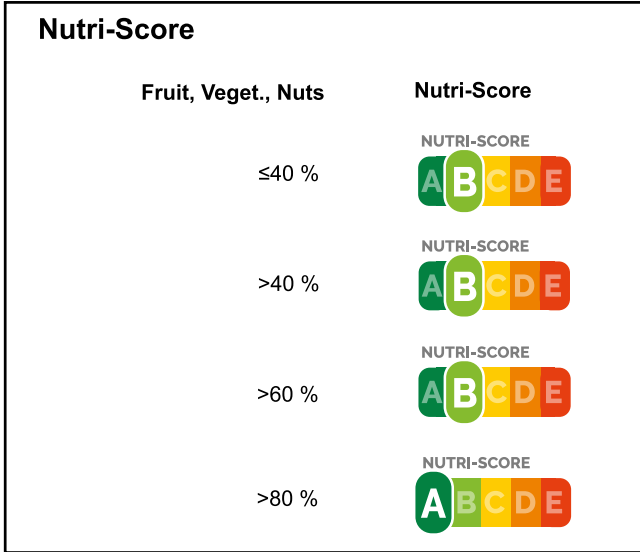 Nutri-Score
Fruit, Veget., Nuts Nutri-Score
NUTRI-SCORE
≤40 % A B C D E
NUTRI-SCORE
>40 % A B C D E
NUTRI-SCORE
>60 % A B C D E
NUTRI-SCORE
>80 % A B C D E